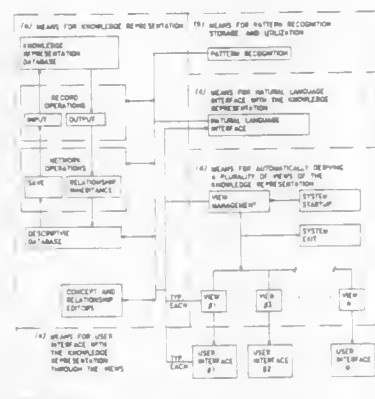 (A) MEANS FOR KNOWLEDGE REPRESENTATION
KNOWLEDGE
REPRESENTATION
DATABASE
RECORD
OPERATIONS
INPUT
OUTPUT
NETWORK
OPERATIONS
SAVE
RELATIONSHIP
INHERITANCE
DESCRIPTIVE
DATABASE
CONCEPT AND
RELATIONSHIP
EDITORS
MEANS FOR USER
INTERFACE WITH
THE KNOWLEDGE
REPRESENTATION
THROUGH THE VIEWS
MEANS FOR PATTERN RECOGNITION
STORAGE AND UTILIZATION
PATTERN RECOGNITION
MEANS FOR NATURAL LANGUAGE
INTERFACE WITH THE KNOWLEDGE
REPRESENTATION
NATURAL LANGUAGE
INTERFACE
MEANS FOR AUTOMATICALLY DERIVING
A PLURALITY OF VIEWS OF THE
KNOWLEDGE REPRESENTATION
VIEW
MANAGEMENT
SYSTEM
STARTUP
SYSTEM
EXIT
TYP.
EACH
VIEW
#1
VIEW
#2
VIEW
TYP.
EACH
USER
INTERFACE
#1
USER
INTERFACE
#2
USER
INTERFACE